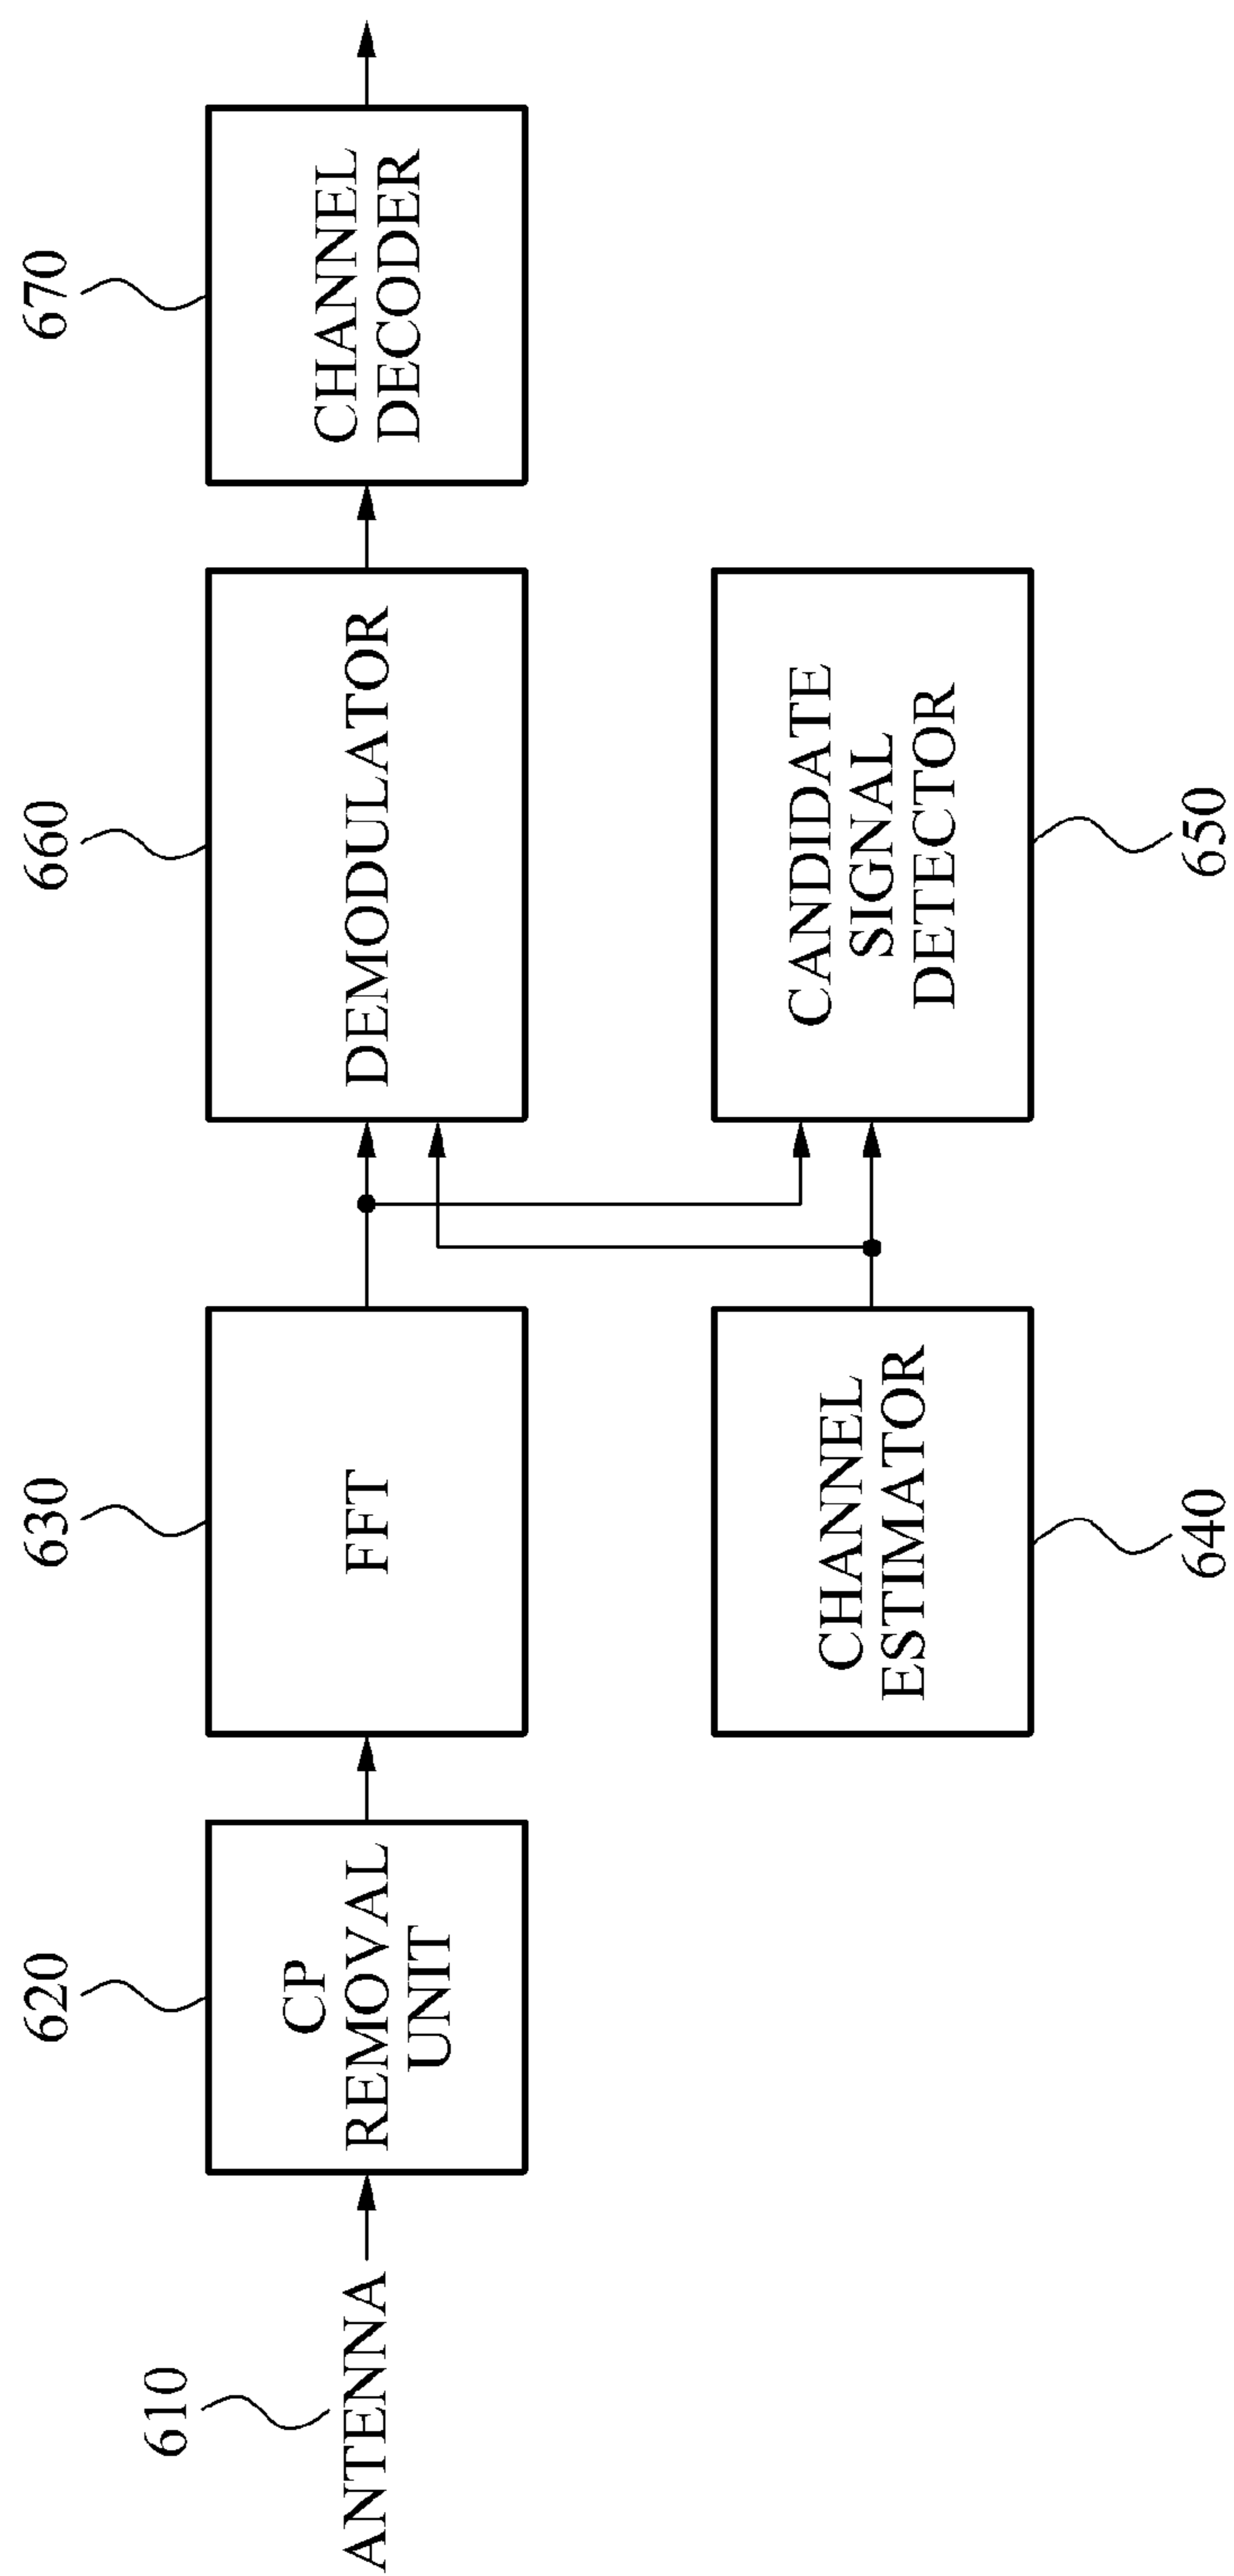 610
ANTENNA
620
CP
REMOVAL
UNIT
630
FFT
660
DEMODULATOR
670
CHANNEL
DECODER
CHANNEL
ESTIMATOR
640
CANDIDATE
SIGNAL
DETECTOR
650